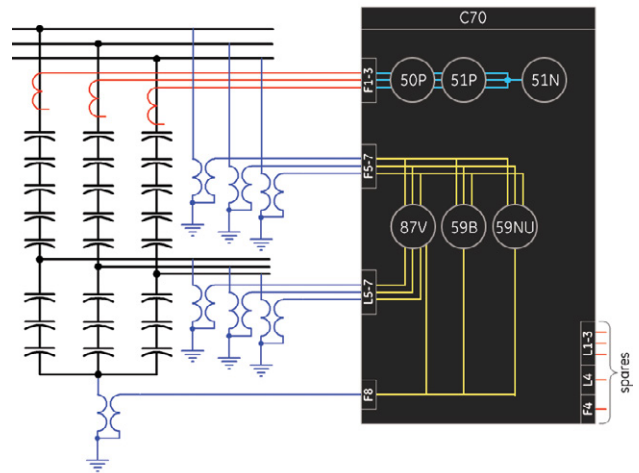 C70
F1-3
50P
51P
51N
F5-7
87V
59B
59NU
L5-7
L1-3
L4
F4
spares
F8